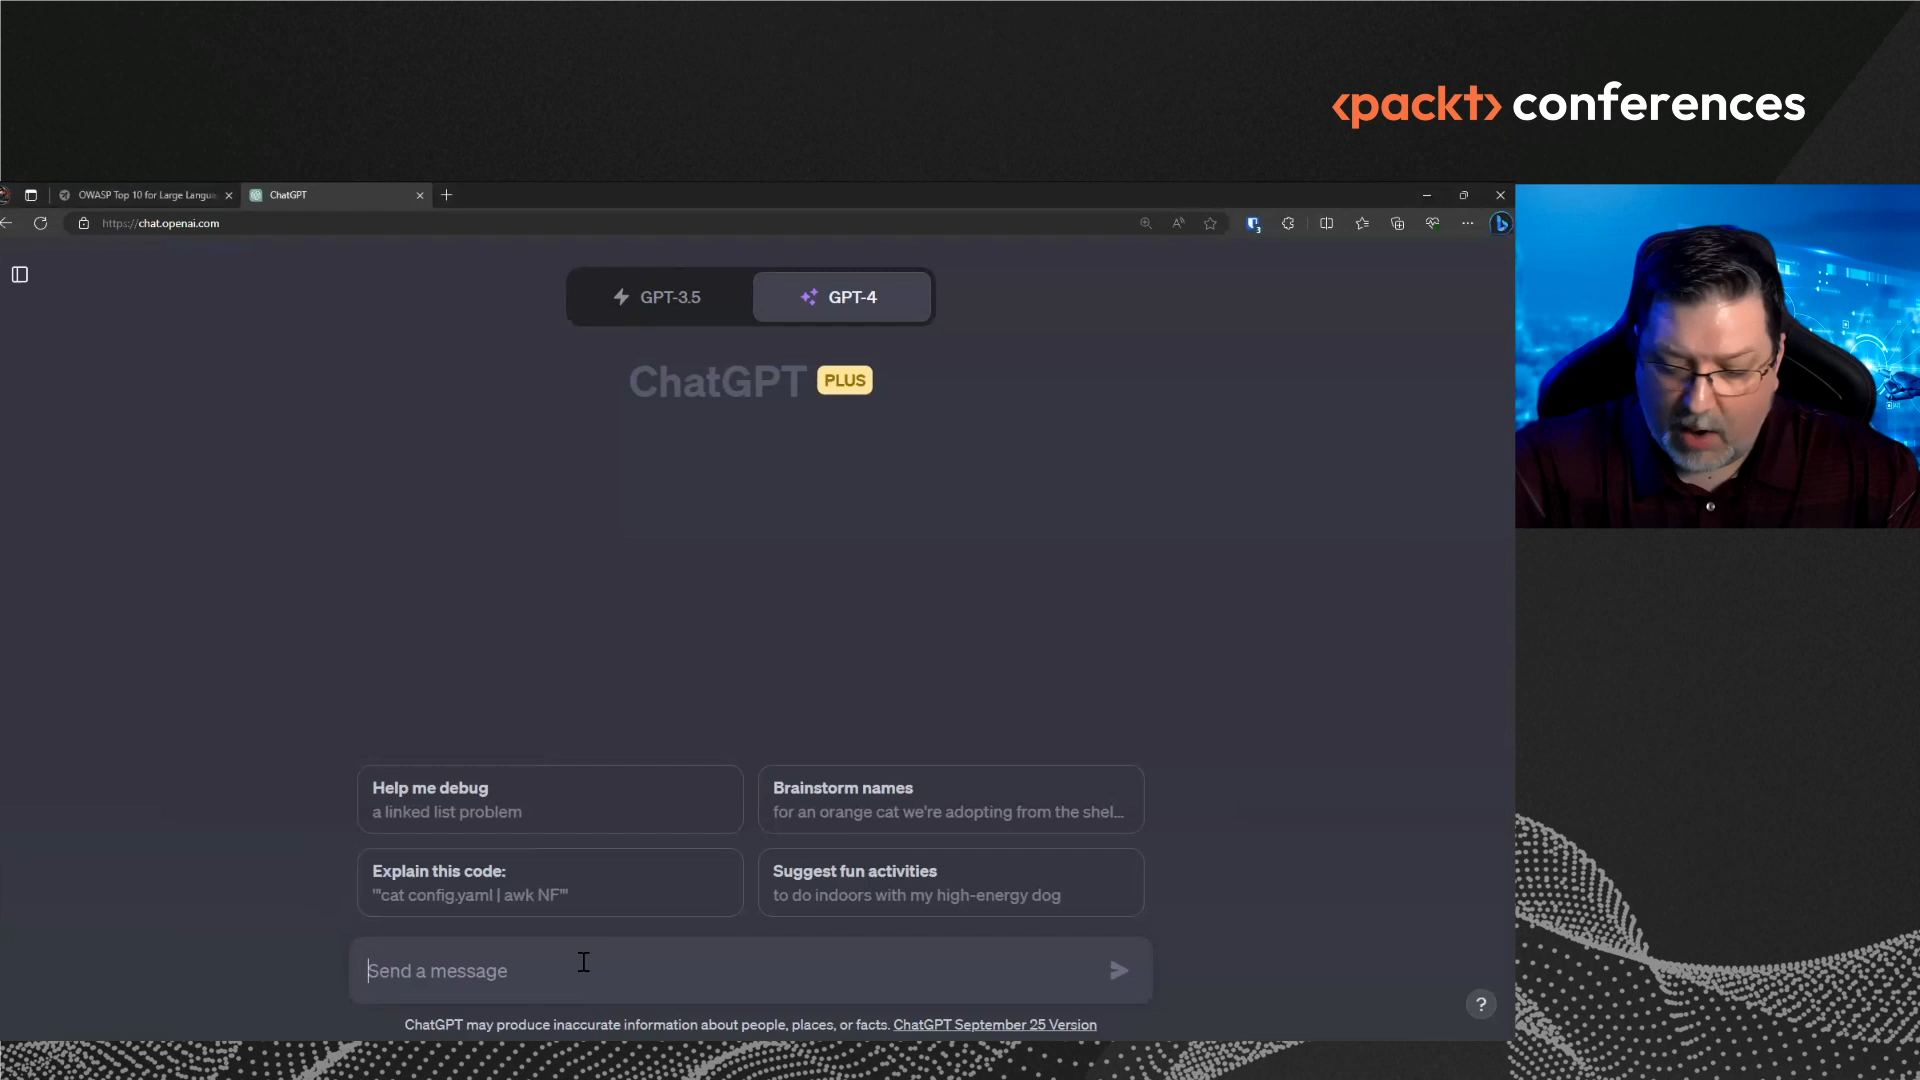 <packt> conferences
OWASP Top 10 for Large Langu
ChatGPT
https://chat.openai.com
GPT-3.5
GPT-4
ChatGPT PLUS
Help me debug
a linked list problem
Brainstorm names
for an orange cat we're adopting from the shel...
Explain this code:
"'cat config.yaml | awk NF'"
Suggest fun activities
to do indoors with my high-energy dog
Send a message
?
ChatGPT may produce inaccurate information about people, places, or facts. ChatGPT September 25 Version